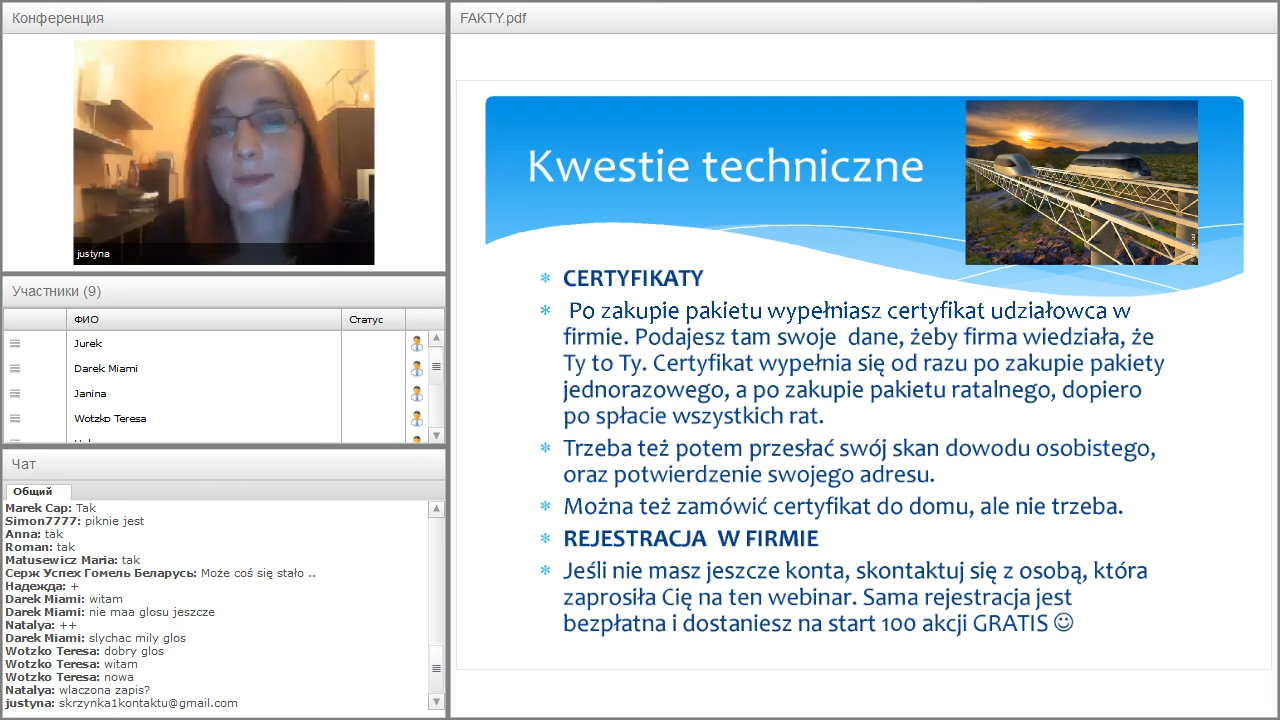 Конференция
justyna
Участники (9)
ФИО
Статус
Jurek
Darek Miami
Janina
Wotzko Teresa
Чат
Общий
Marek Cap: Tak
Simon7777: piknie jest
Anna: tak
Roman: tak
Matusewicz Maria: tak
Серж Успех Гомель Беларусь: Może coś się stało ..
Надежда: +
Darek Miami: witam
Darek Miami: nie maa glosu jeszcze
Natalya: ++
Darek Miami: slychac mily glos
Wotzko Teresa: dobry glos
Wotzko Teresa: witam
Wotzko Teresa: nowa
Natalya: wlaczona zapis?
justyna: skrzynka1kontaktu@gmail.com
FAKTY.pdf
Kwestie techniczne
* CERTYFIKATY
* Po zakupie pakietu wypełniasz certyfikat udziałowca w
firmie. Podajesz tam swoje dane, żeby firma wiedziała, że
Ty to Ty. Certyfikat wypełnia się od razu po zakupie pakiety
jednorazowego, a po zakupie pakietu ratalnego, dopiero
po spłacie wszystkich rat.
* Trzeba też potem przesłać swój skan dowodu osobistego,
oraz potwierdzenie swojego adresu.
* Można też zamówić certyfikat do domu, ale nie trzeba.
* REJESTRACJA W FIRMIE
* Jeśli nie masz jeszcze konta, skontaktuj się z osobą, która
zaprosiła Cię na ten webinar. Sama rejestracja jest
bezpłatna i dostaniesz na start 100 akcji GRATIS ☺